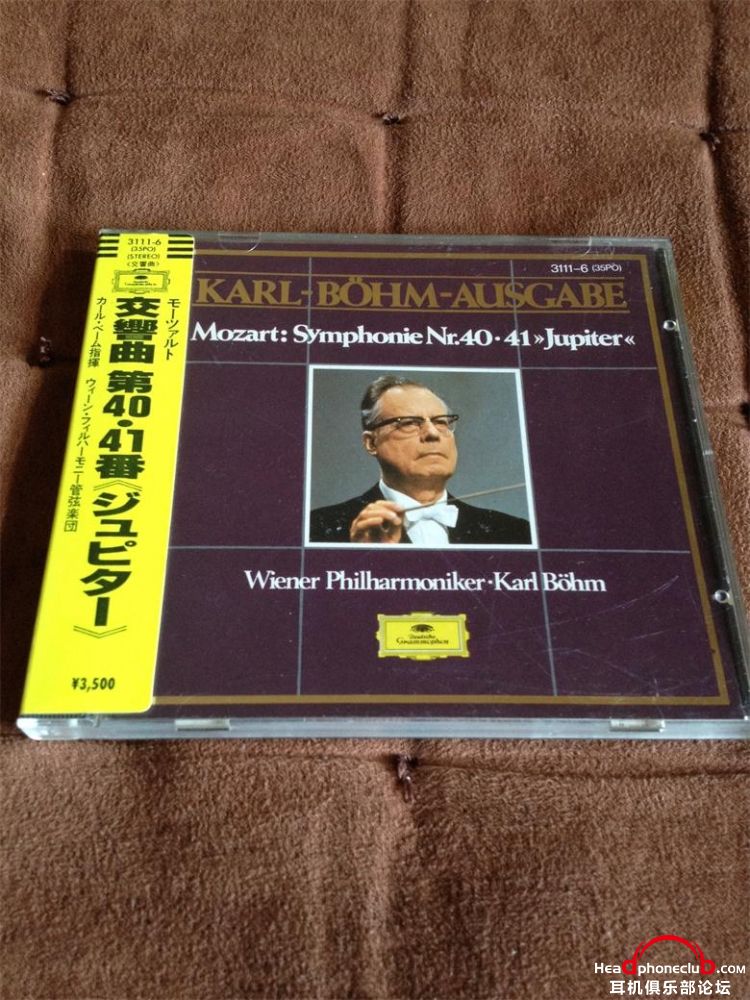 3111-6
(35PO)
(STEREO)
〈交響曲〉
Deutsche
Grammophon
モーツァルト
交響曲 第40・41番《ジュピター》
カール・ベーム指揮 ウィーン・フィルハーモニー管弦楽団
¥3,500
3111-6 (35PO)
KARL-BÖHM-AUSGABE
Mozart: Symphonie Nr.40・41 »Jupiter«
Wiener Philharmoniker・Karl Böhm
Deutsche
Grammophon
Headphoneclub.com
耳机俱乐部论坛